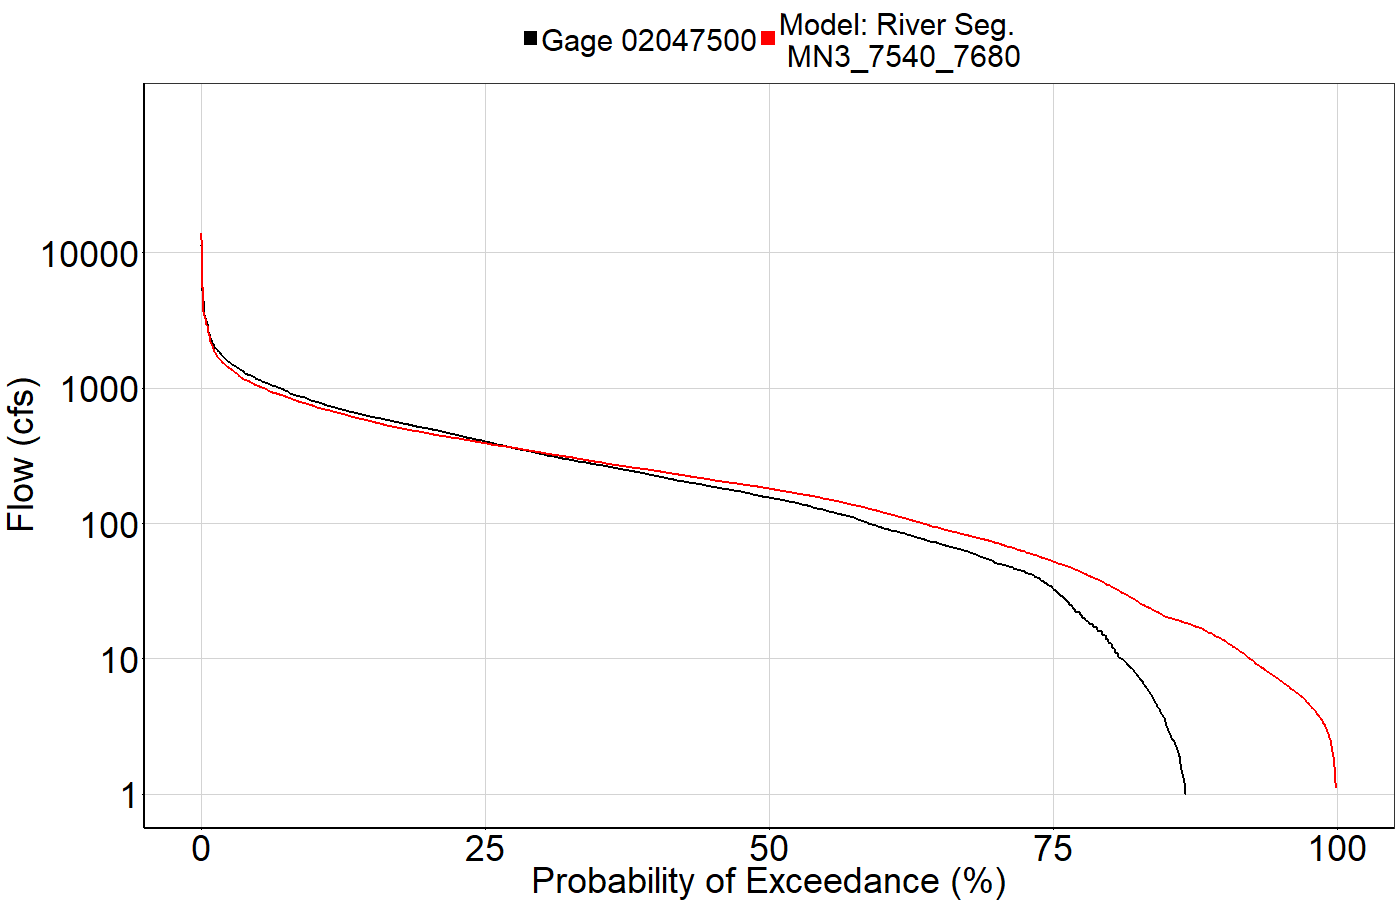 Gage 02047500
Model: River Seg.
MN3_7540_7680
Flow (cfs)
10000
1000
100
10
1
0 25 50 75 100
Probability of Exceedance (%)